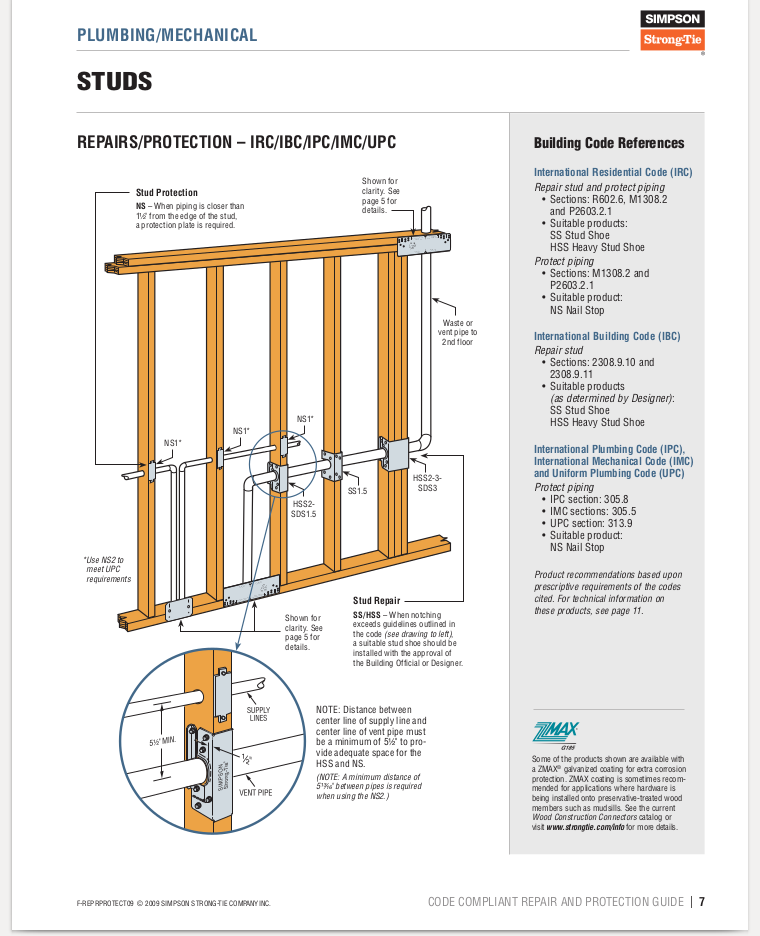 PLUMBING/MECHANICAL
SIMPSON
Strong-Tie
®
STUDS
REPAIRS/PROTECTION – IRC/IBC/IPC/IMC/UPC
Stud Protection
NS – When piping is closer than
1½" from the edge of the stud,
a protection plate is required.
Shown for
clarity. See
page 5 for
details.
Waste or
vent pipe to
2nd floor
NS1*
NS1*
NS1*
HSS2-
SDS1.5
SS1.5
HSS2-3-
SDS3
*Use NS2 to
meet UPC
requirements
Shown for
clarity. See
page 5 for
details.
Stud Repair
SS/HSS – When notching
exceeds guidelines outlined in
the code (see drawing to left),
a suitable stud shoe should be
installed with the approval of
the Building Official or Designer.
SUPPLY
LINES
5½" MIN.
½"
VENT PIPE
SIMPSON
Strong-Tie
NOTE: Distance between
center line of supply line and
center line of vent pipe must
be a minimum of 5½" to pro-
vide adequate space for the
HSS and NS.
(NOTE: A minimum distance of
5¹³⁄₁₆" between pipes is required
when using the NS2.)
Building Code References
International Residential Code (IRC)
Repair stud and protect piping
• Sections: R602.6, M1308.2
and P2603.2.1
• Suitable products:
SS Stud Shoe
HSS Heavy Stud Shoe
Protect piping
• Sections: M1308.2 and
P2603.2.1
• Suitable product:
NS Nail Stop
International Building Code (IBC)
Repair stud
• Sections: 2308.9.10 and
2308.9.11
• Suitable products
(as determined by Designer):
SS Stud Shoe
HSS Heavy Stud Shoe
International Plumbing Code (IPC),
International Mechanical Code (IMC)
and Uniform Plumbing Code (UPC)
Protect piping
• IPC section: 305.8
• IMC sections: 305.5
• UPC section: 313.9
• Suitable product:
NS Nail Stop
Product recommendations based upon
prescriptive requirements of the codes
cited. For technical information on
these products, see page 11.
ZMAX
G185
Some of the products shown are available with
a ZMAX® galvanized coating for extra corrosion
protection. ZMAX coating is sometimes recom-
mended for applications where hardware is
being installed onto preservative-treated wood
members such as mudsills. See the current
Wood Construction Connectors catalog or
visit www.strongtie.com/info for more details.
F-REPRPROTECT09 © 2009 SIMPSON STRONG-TIE COMPANY INC.
CODE COMPLIANT REPAIR AND PROTECTION GUIDE | 7